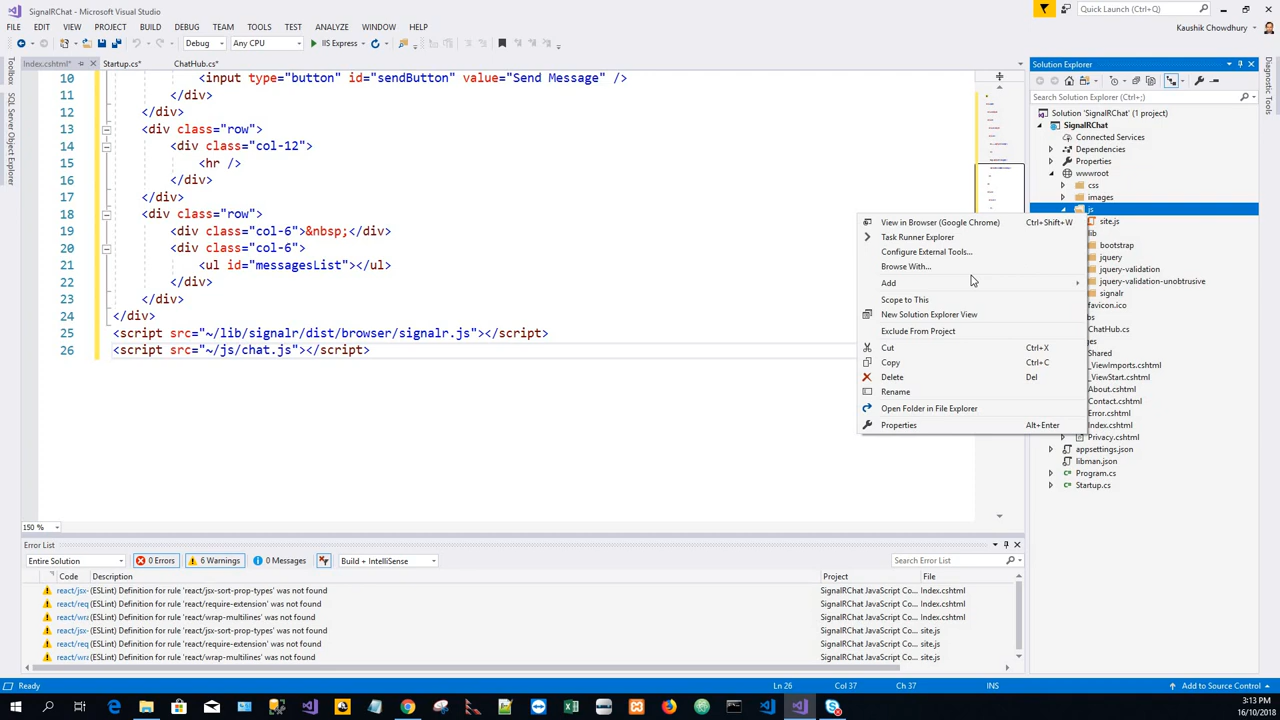 SignalRChat - Microsoft Visual Studio
Quick Launch (Ctrl+Q)
FILE EDIT VIEW PROJECT BUILD DEBUG TEAM TOOLS TEST ANALYZE WINDOW HELP
Kaushik Chowdhury
Debug Any CPU IIS Express
Index.cshtml* Startup.cs* ChatHub.cs*
Toolbox
SQL Server Object Explorer
10 <input type="button" id="sendButton" value="Send Message" />
11 </div>
12 </div>
13 <div class="row">
14 <div class="col-12">
15 <hr />
16 </div>
17 </div>
18 <div class="row">
19 <div class="col-6">&nbsp;</div>
20 <div class="col-6">
21 <ul id="messagesList"></ul>
22 </div>
23 </div>
24 </div>
25 <script src="~/lib/signalr/dist/browser/signalr.js"></script>
26 <script src="~/js/chat.js"></script>
150 %
View in Browser (Google Chrome) Ctrl+Shift+W
Task Runner Explorer
Configure External Tools...
Browse With...
Add
Scope to This
New Solution Explorer View
Exclude From Project
Cut Ctrl+X
Copy Ctrl+C
Delete Del
Rename
Open Folder in File Explorer
Properties Alt+Enter
Solution Explorer
Search Solution Explorer (Ctrl+;)
Solution 'SignalRChat' (1 project)
SignalRChat
Connected Services
Dependencies
Properties
wwwroot
css
images
js
site.js
lib
bootstrap
jquery
jquery-validation
jquery-validation-unobtrusive
signalr
favicon.ico
ChatHub.cs
ges
Shared
_ViewImports.cshtml
_ViewStart.cshtml
About.cshtml
Contact.cshtml
Error.cshtml
Index.cshtml
Privacy.cshtml
appsettings.json
libman.json
Program.cs
Startup.cs
Diagnostic Tools
Error List
Entire Solution 0 Errors 6 Warnings 0 Messages Build + IntelliSense Search Error List
Code Description Project File
react/jsx- (ESLint) Definition for rule 'react/jsx-sort-prop-types' was not found SignalRChat JavaScript Co... Index.cshtml
react/req (ESLint) Definition for rule 'react/require-extension' was not found SignalRChat JavaScript Co... Index.cshtml
react/wra (ESLint) Definition for rule 'react/wrap-multilines' was not found SignalRChat JavaScript Co... Index.cshtml
react/jsx- (ESLint) Definition for rule 'react/jsx-sort-prop-types' was not found SignalRChat JavaScript Co... site.js
react/req (ESLint) Definition for rule 'react/require-extension' was not found SignalRChat JavaScript Co... site.js
react/wra (ESLint) Definition for rule 'react/wrap-multilines' was not found SignalRChat JavaScript Co... site.js
Ready Ln 26 Col 37 Ch 37 INS Add to Source Control
3:13 PM
16/10/2018